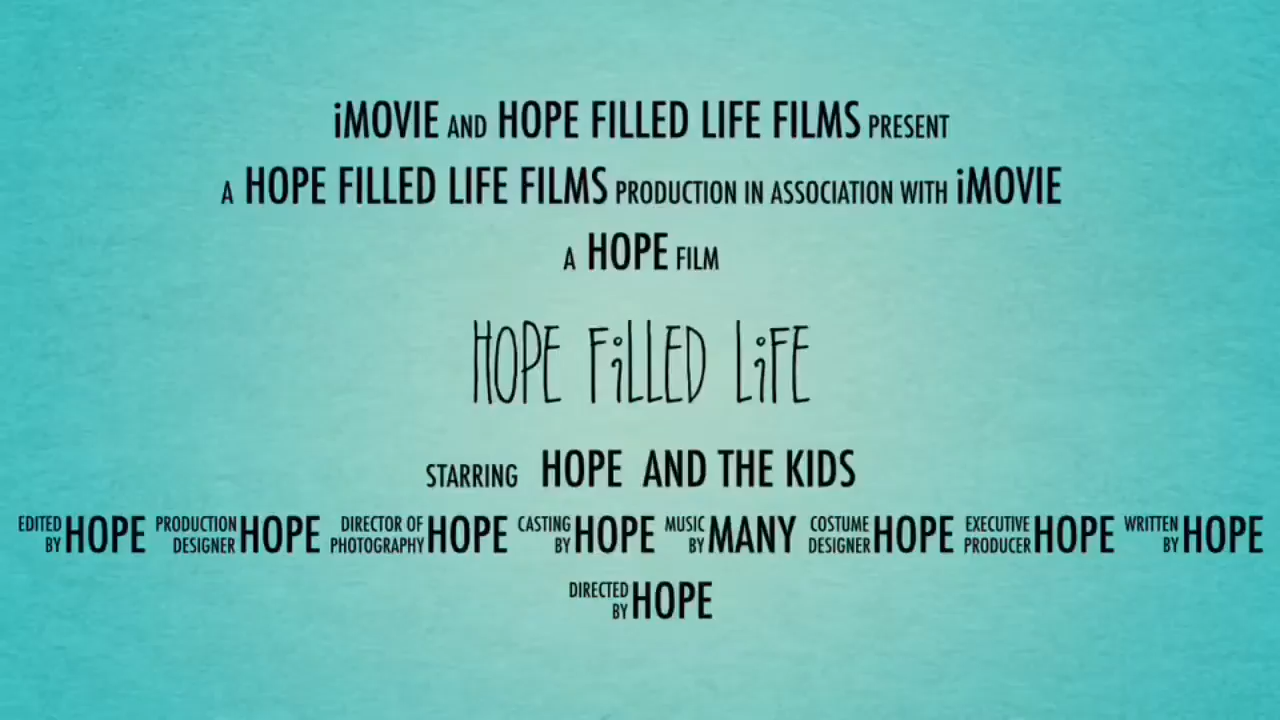 iMOVIE AND HOPE FILLED LIFE FILMS PRESENT
A HOPE FILLED LIFE FILMS PRODUCTION IN ASSOCIATION WITH iMOVIE
A HOPE FILM
HOPE FiLLED LiFE
STARRING HOPE AND THE KIDS
EDITED BY HOPE PRODUCTION DESIGNER HOPE DIRECTOR OF PHOTOGRAPHY HOPE CASTING BY HOPE MUSIC BY MANY COSTUME DESIGNER HOPE EXECUTIVE PRODUCER HOPE WRITTEN BY HOPE
DIRECTED BY HOPE